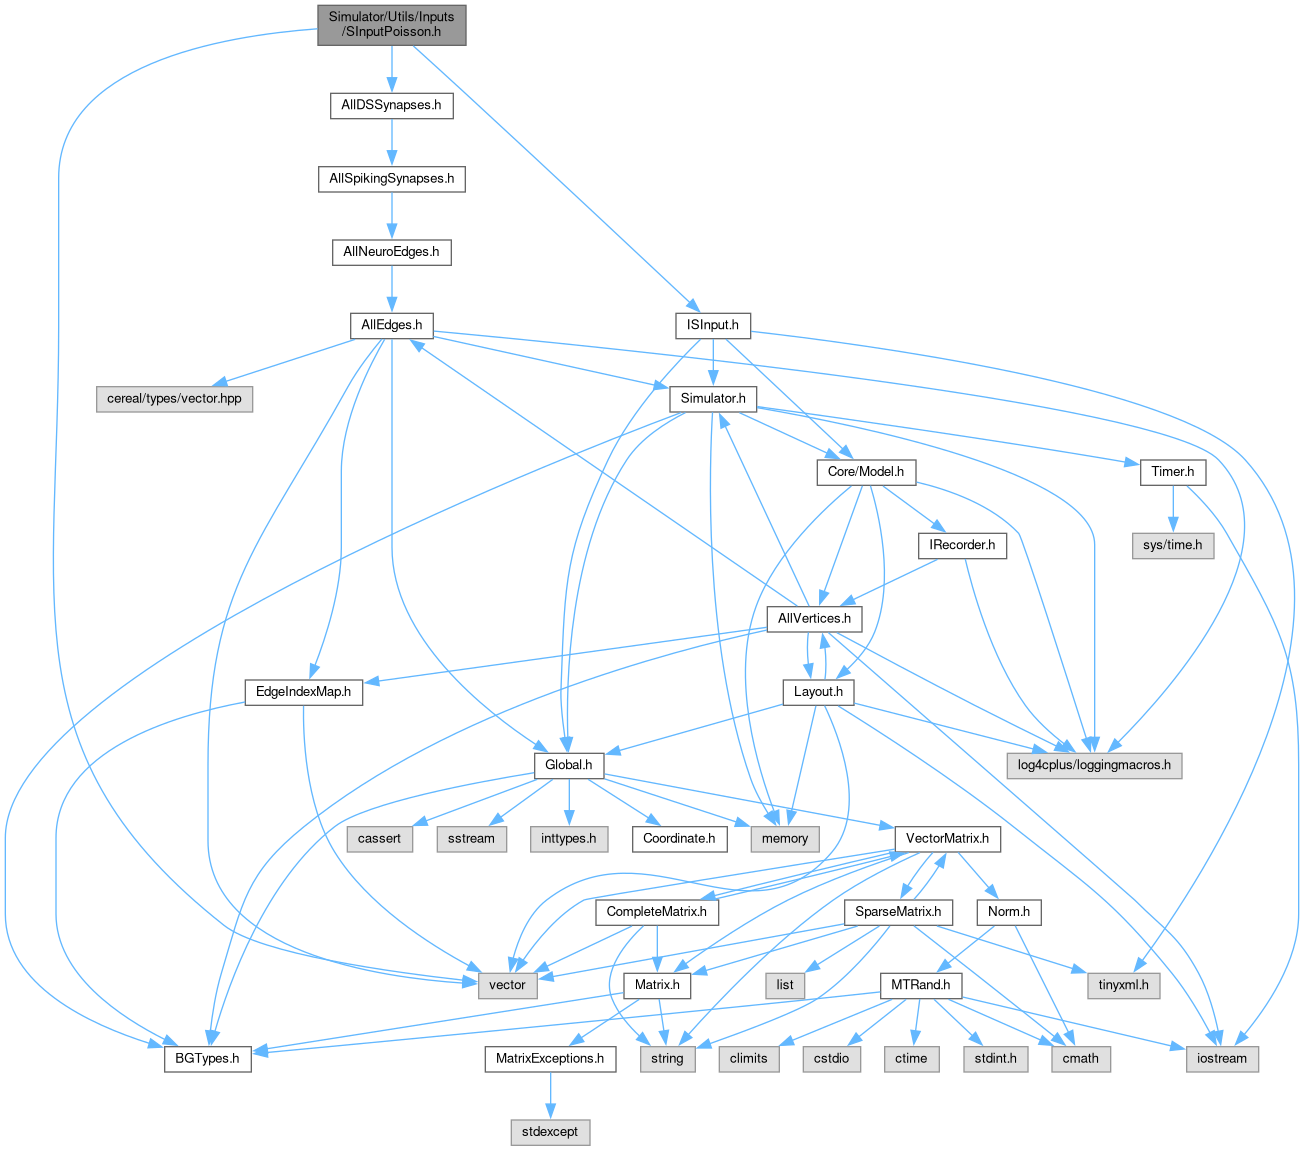 Simulator/Utils/Inputs
/SInputPoisson.h
AllDSSynapses.h
AllSpikingSynapses.h
AllNeuroEdges.h
AllEdges.h
ISInput.h
cereal/types/vector.hpp
Simulator.h
Core/Model.h
Timer.h
IRecorder.h
sys/time.h
AllVertices.h
EdgeIndexMap.h
Layout.h
Global.h
log4cplus/loggingmacros.h
cassert
sstream
inttypes.h
Coordinate.h
memory
VectorMatrix.h
CompleteMatrix.h
SparseMatrix.h
Norm.h
vector
Matrix.h
list
MTRand.h
tinyxml.h
BGTypes.h
MatrixExceptions.h
string
climits
cstdio
ctime
stdint.h
cmath
iostream
stdexcept